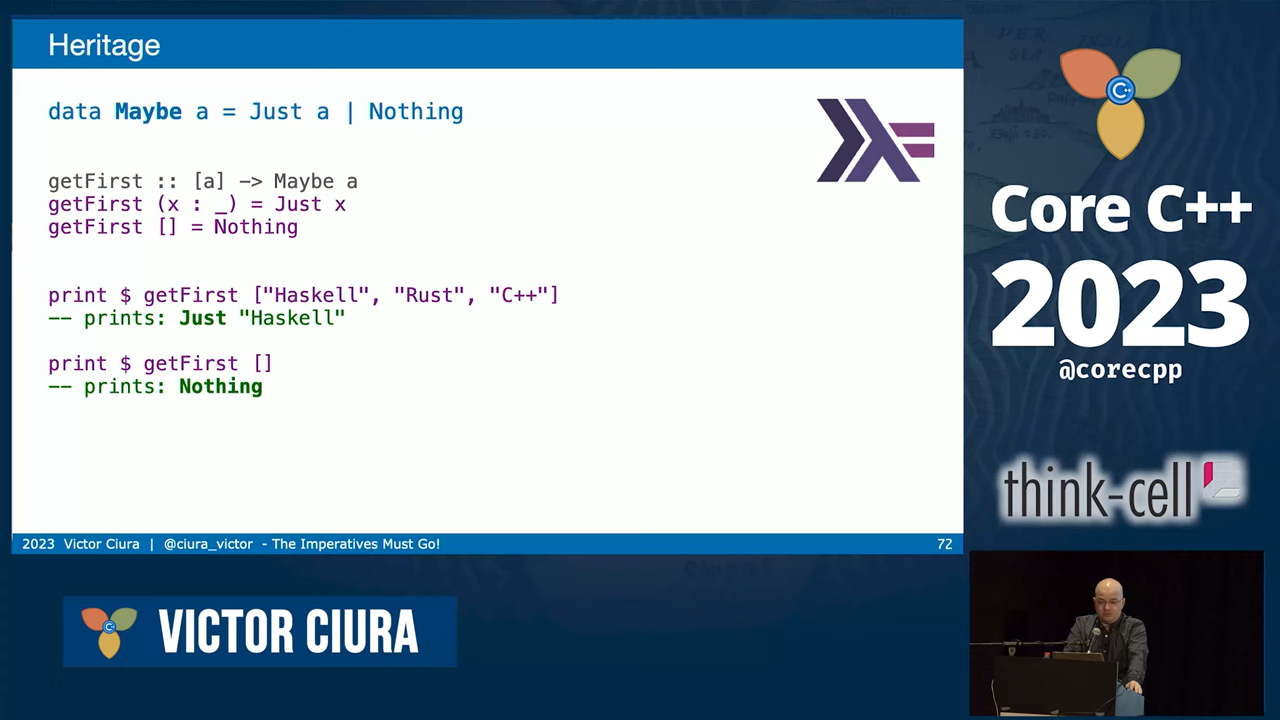 Heritage
data Maybe a = Just a | Nothing
getFirst :: [a] -> Maybe a
getFirst (x : _) = Just x
getFirst [] = Nothing
print $ getFirst ["Haskell", "Rust", "C++"]
-- prints: Just "Haskell"
print $ getFirst []
-- prints: Nothing
2023 Victor Ciura | @ciura_victor - The Imperatives Must Go!
72
C++
Core C++
2023
@corecpp
think-cell
VICTOR CIURA